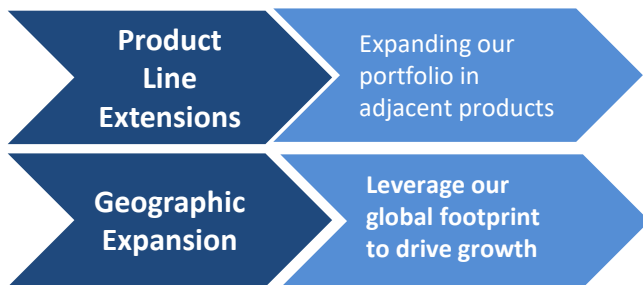 Product
Line
Extensions
Expanding our
portfolio in
adjacent products
Geographic
Expansion
Leverage our
global footprint
to drive growth